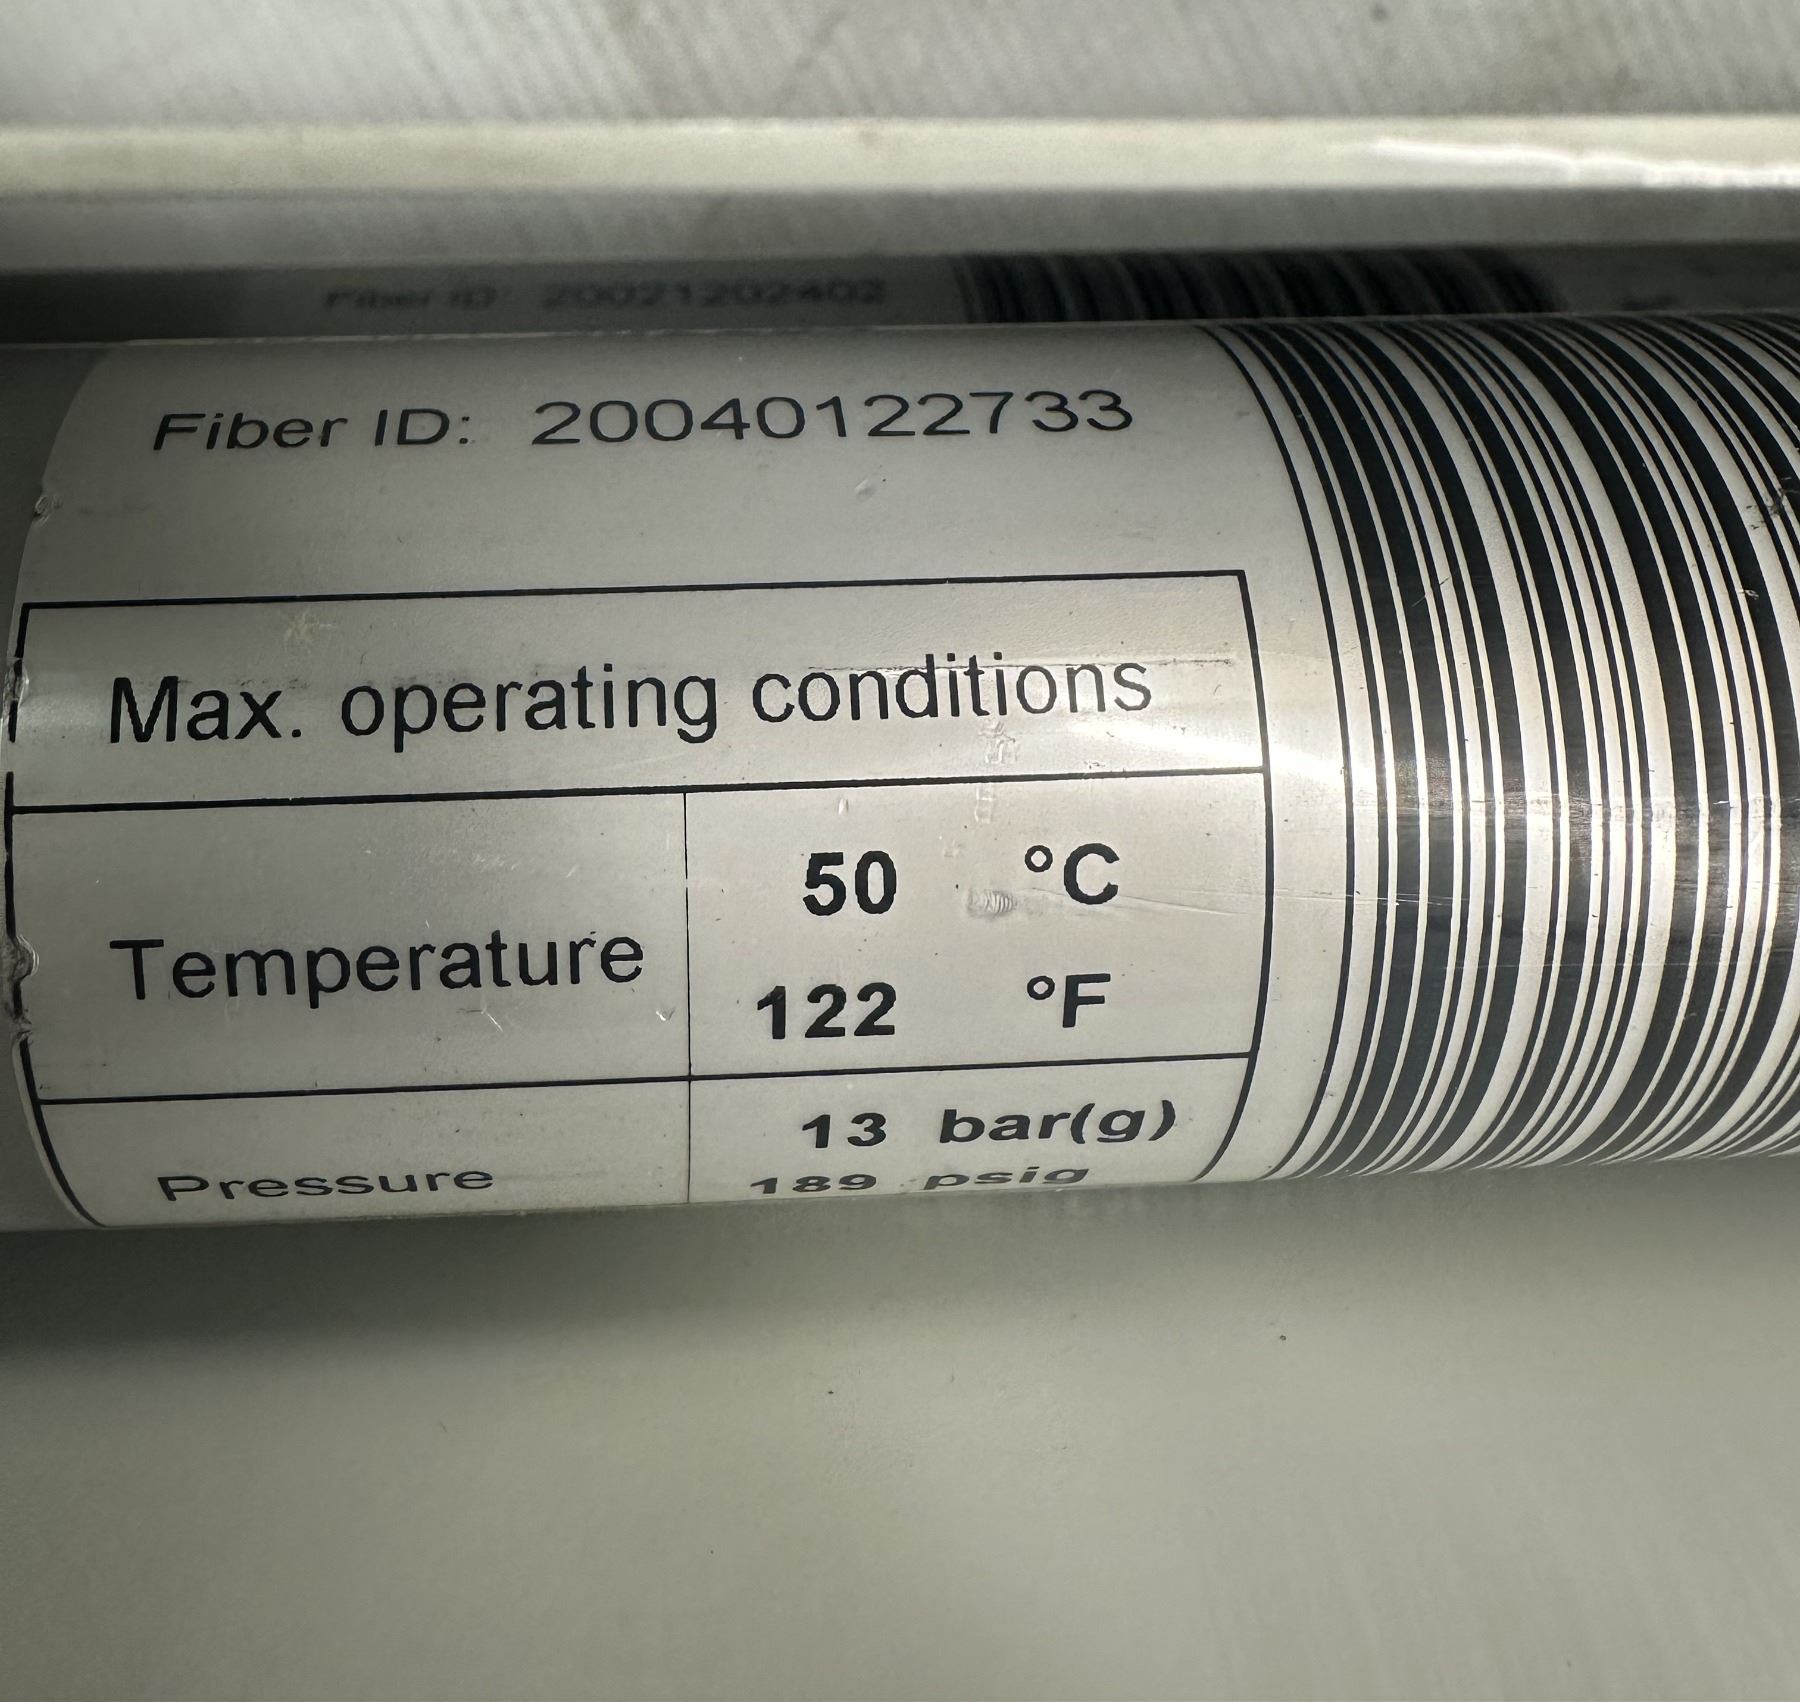 Fiber ID: 20021202402
Fiber ID: 20040122733
Max. operating conditions
Temperature
50 °C
122 °F
Pressure
13 bar(g)
189 psig